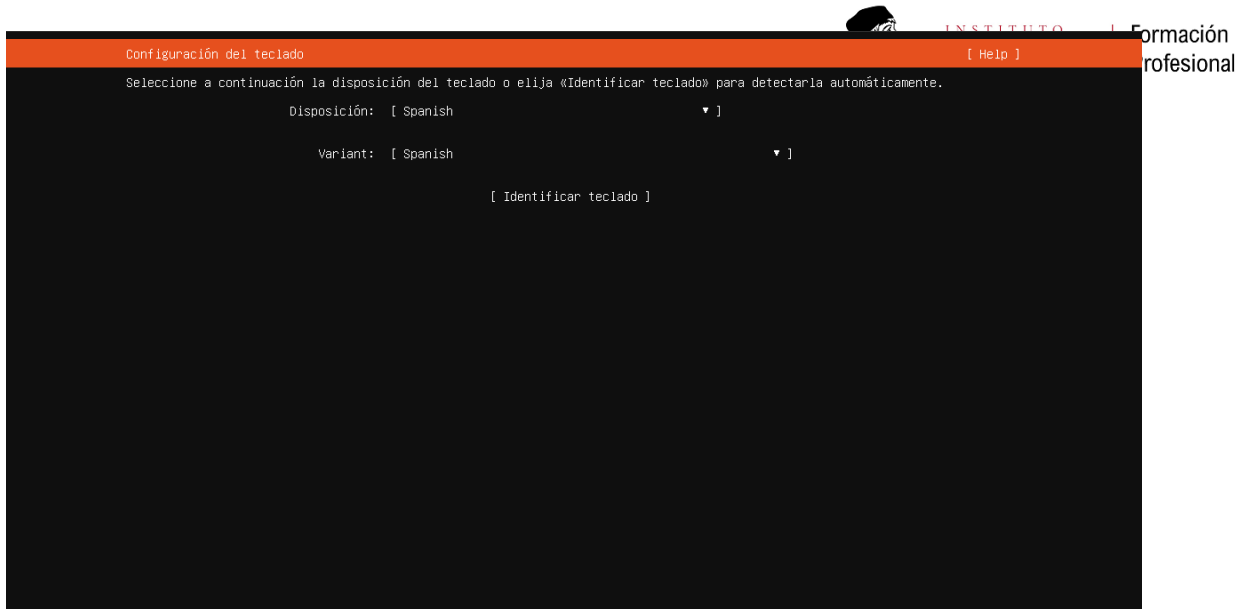 INSTITUTO
Formación
Configuración del teclado [ Help ]
rofesional
Seleccione a continuación la disposición del teclado o elija «Identificar teclado» para detectarla automáticamente.
Disposición: [ Spanish ▾ ]
Variant: [ Spanish ▾ ]
[ Identificar teclado ]